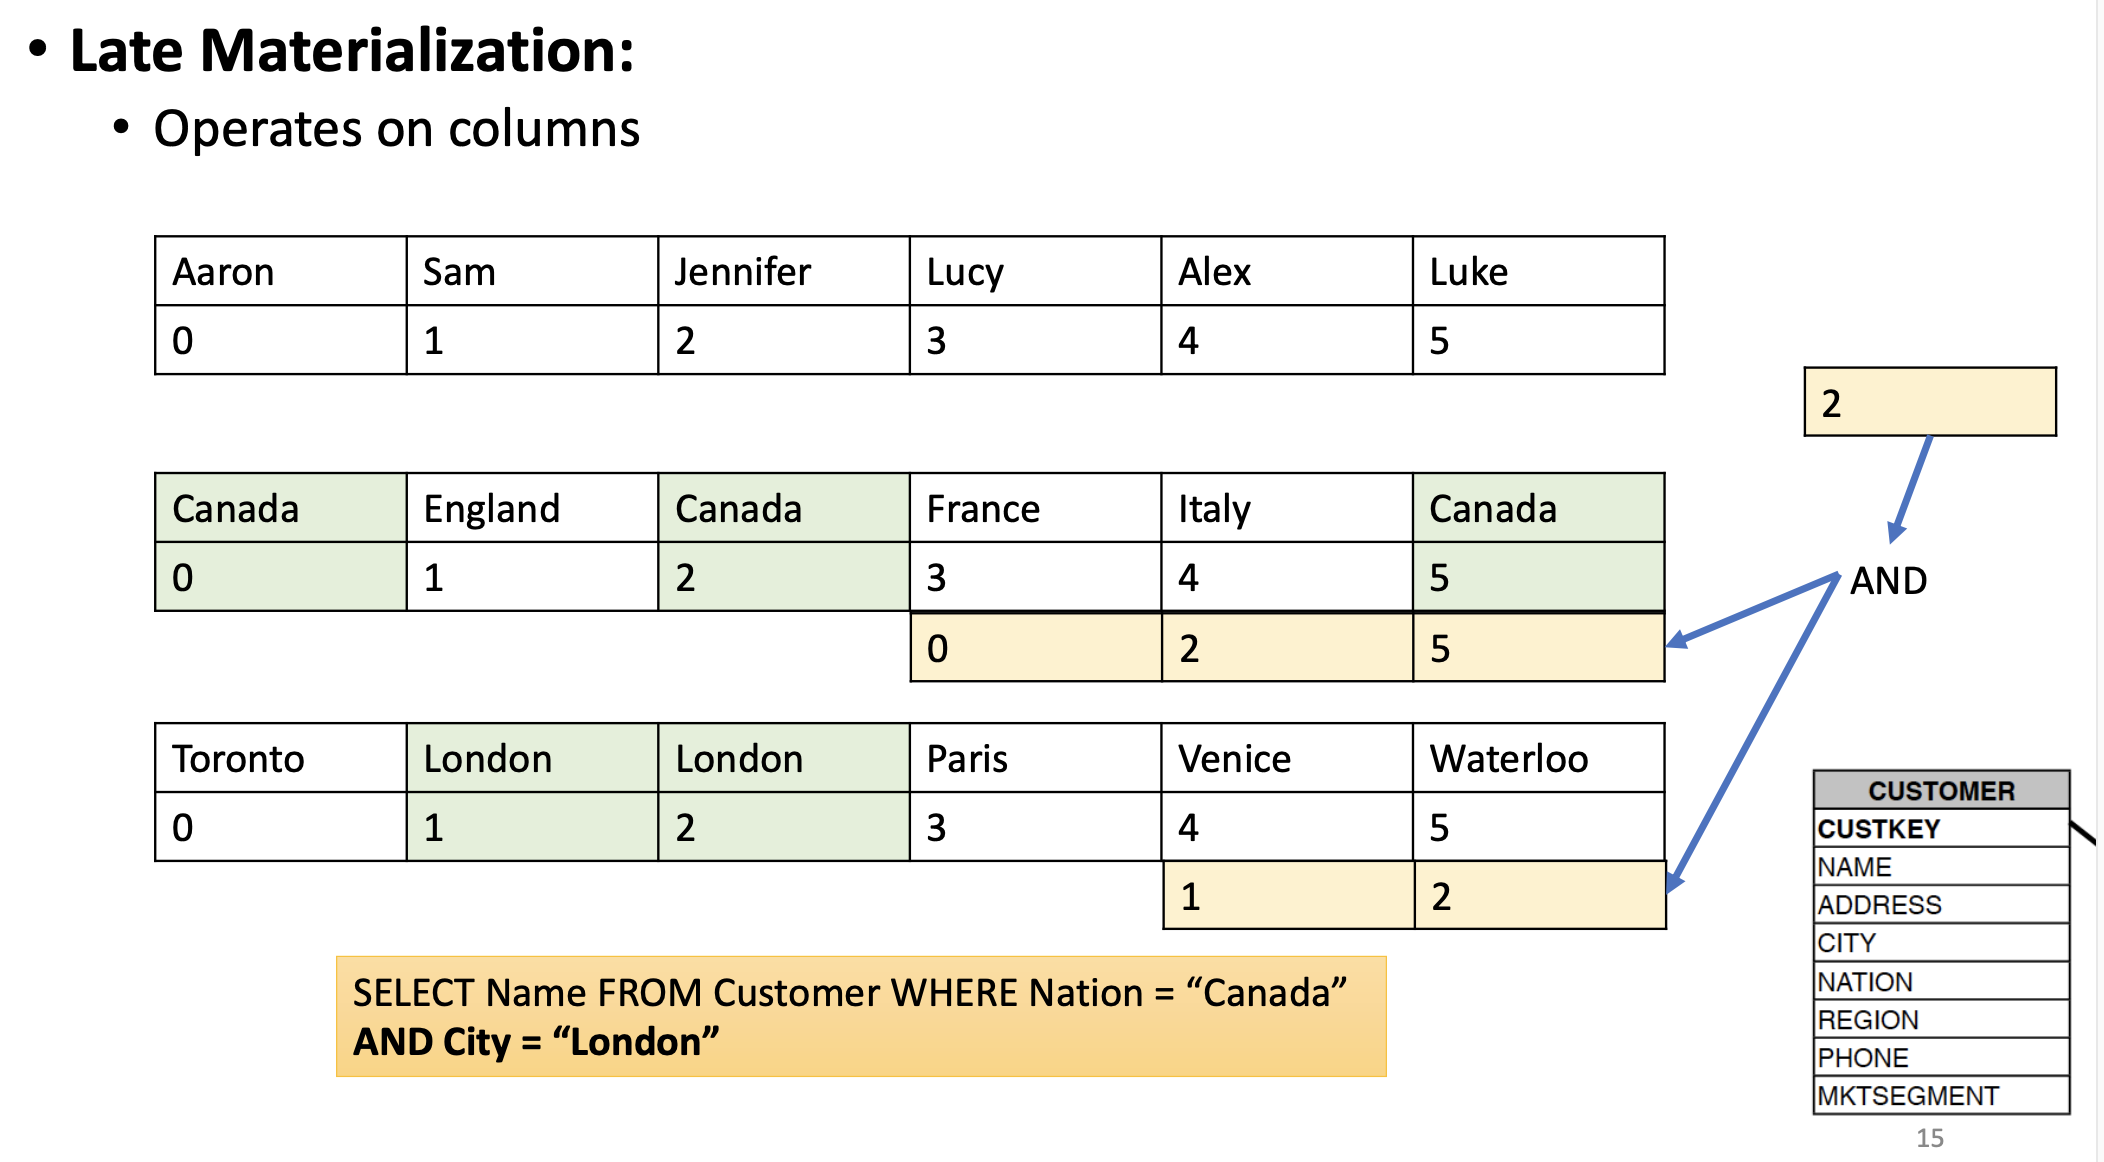 • Late Materialization:
• Operates on columns
Aaron Sam Jennifer Lucy Alex Luke
0 1 2 3 4 5
2
Canada England Canada France Italy Canada
0 1 2 3 4 5
AND
0 2 5
Toronto London London Paris Venice Waterloo
0 1 2 3 4 5
1 2
SELECT Name FROM Customer WHERE Nation = “Canada”
AND City = “London”
CUSTOMER
CUSTKEY
NAME
ADDRESS
CITY
NATION
REGION
PHONE
MKTSEGMENT
15